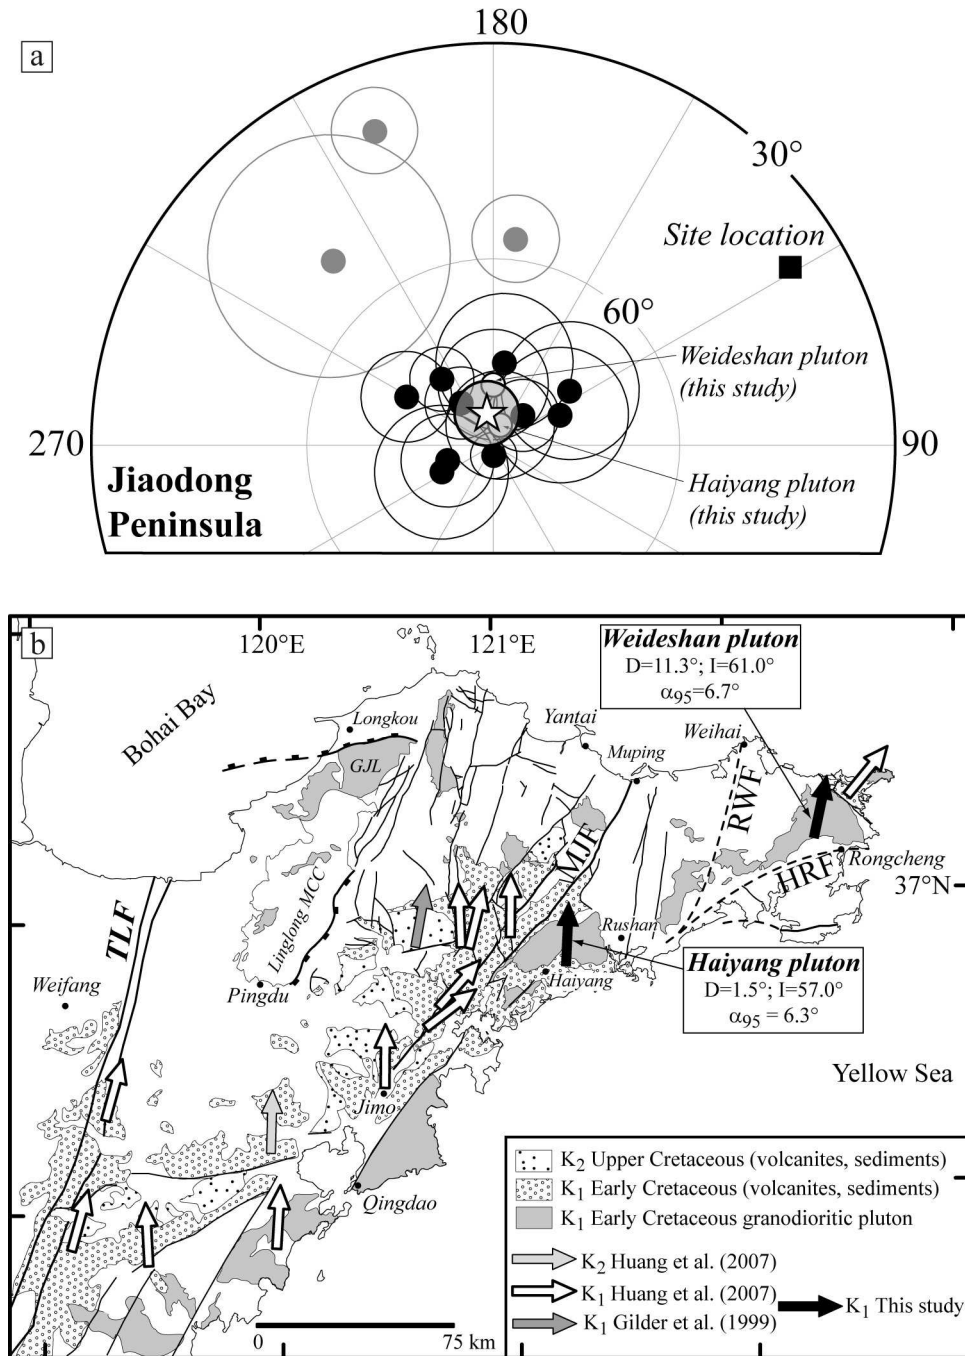 a
180
30°
Site location
60°
Weideshan pluton
(this study)
270
90
Jiaodong
Peninsula
Haiyang pluton
(this study)
b
120°E
121°E
Weideshan pluton
D=11.3°; I=61.0°
α95=6.7°
Bohai Bay
Longkou
Yantai
Weihai
Muping
GJL
RWF
MJF
Rongcheng
HRF
37°N
Linglong MCC
TLF
Rushan
Weifang
Pingdu
Haiyang
Haiyang pluton
D=1.5°; I=57.0°
α95 = 6.3°
Yellow Sea
Jimo
Qingdao
K2 Upper Cretaceous (volcanites, sediments)
K1 Early Cretaceous (volcanites, sediments)
K1 Early Cretaceous granodioritic pluton
K2 Huang et al. (2007)
K1 Huang et al. (2007)
K1 This study
K1 Gilder et al. (1999)
0
75 km